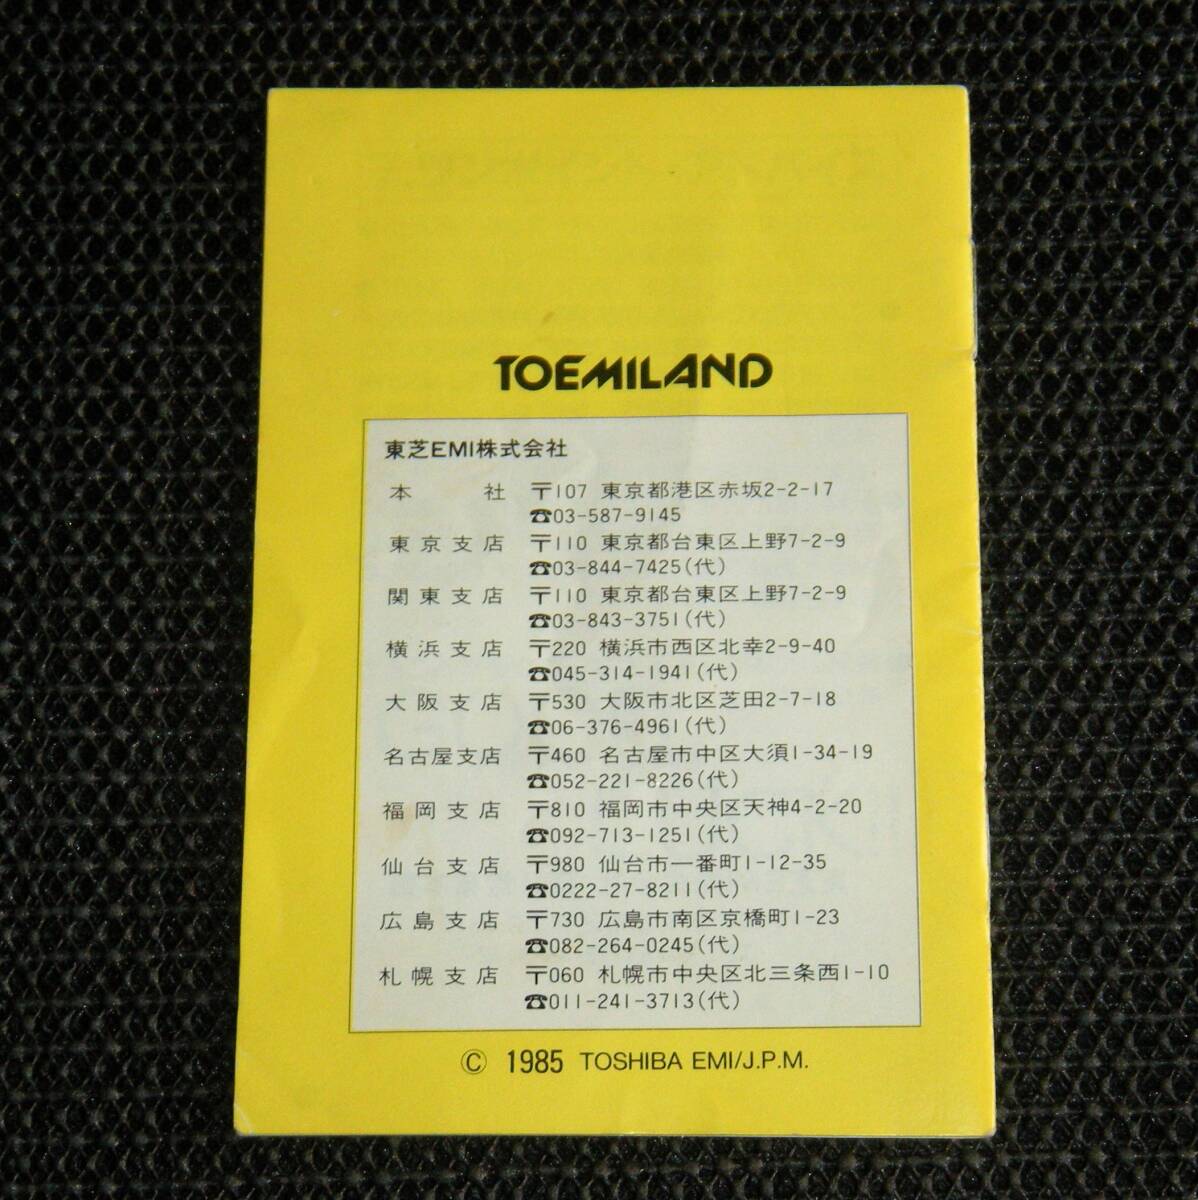 TOEMILAND
東芝EMI株式会社
本社 〒107 東京都港区赤坂2-2-17
☎03-587-9145
東京支店 〒110 東京都台東区上野7-2-9
☎03-844-7425(代)
関東支店 〒110 東京都台東区上野7-2-9
☎03-843-3751(代)
横浜支店 〒220 横浜市西区北幸2-9-40
☎045-314-1941(代)
大阪支店 〒530 大阪市北区芝田2-7-18
☎06-376-4961(代)
名古屋支店 〒460 名古屋市中区大須1-34-19
☎052-221-8226(代)
福岡支店 〒810 福岡市中央区天神4-2-20
☎092-713-1251(代)
仙台支店 〒980 仙台市一番町1-12-35
☎0222-27-8211(代)
広島支店 〒730 広島市南区京橋町1-23
☎082-264-0245(代)
札幌支店 〒060 札幌市中央区北三条西1-10
☎011-241-3713(代)
© 1985 TOSHIBA EMI/J.P.M.